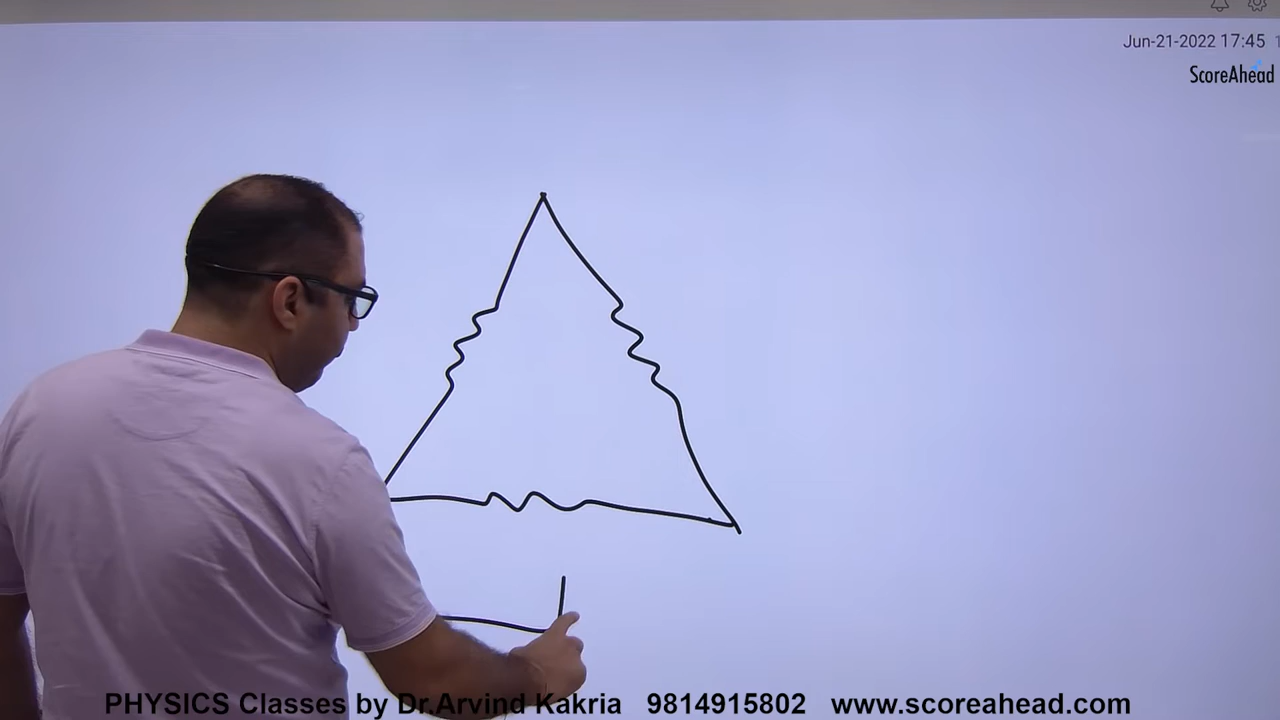 Jun-21-2022 17:45
ScoreAhead
PHYSICS Classes by Dr.Arvind Kakria 9814915802 www.scoreahead.com